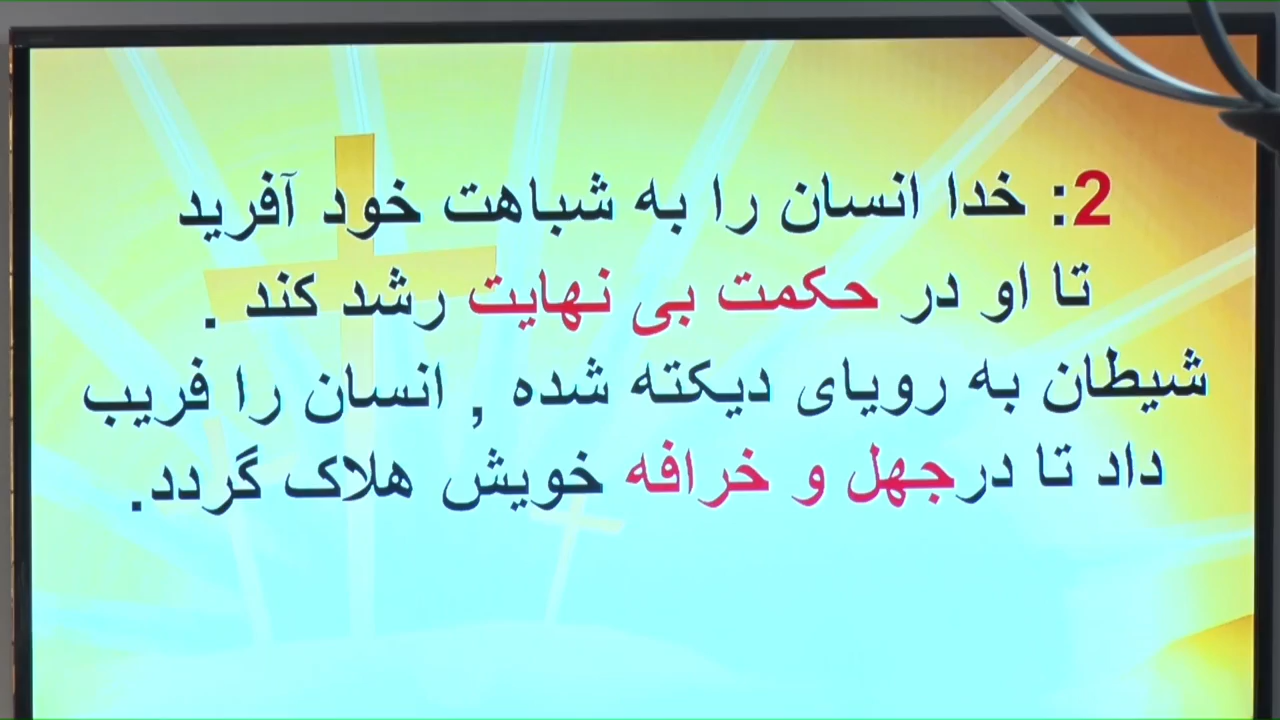 2: خدا انسان را به شباهت خود آفرید
تا او در حکمت بی نهایت رشد کند .
شیطان به رویای دیکته شده , انسان را فریب
داد تا درجهل و خرافه خویش هلاک گردد.